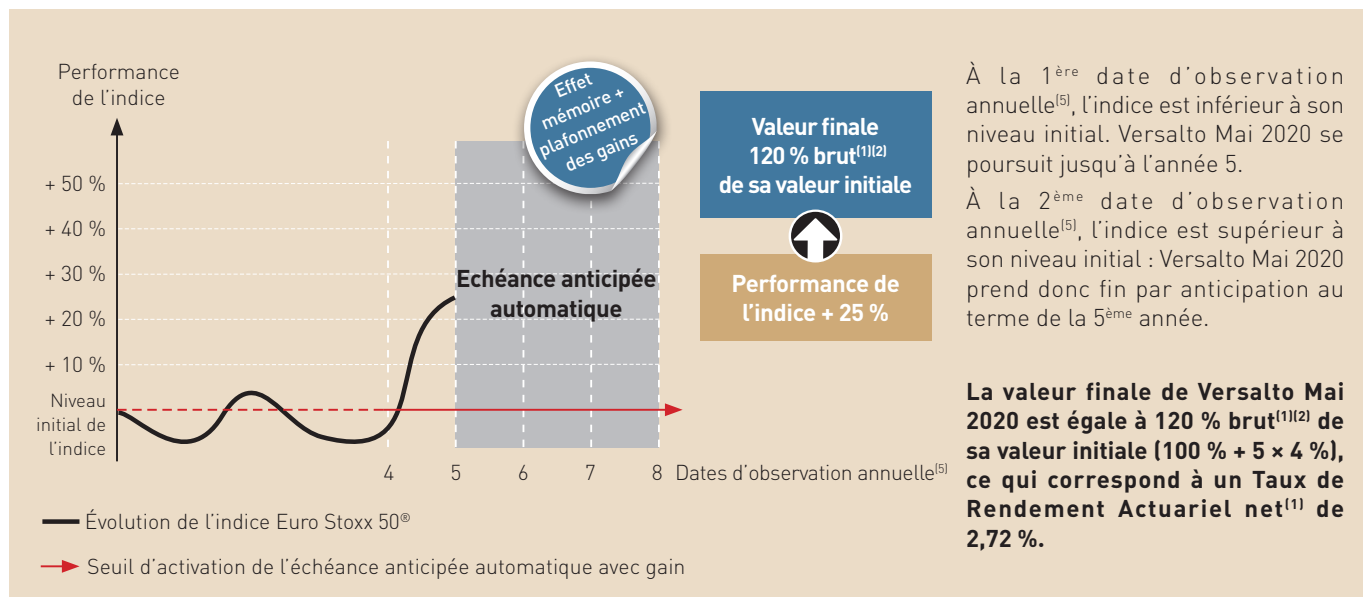 Performance
de l'indice
+ 50 %
+ 40 %
+ 30 %
+ 20 %
+ 10 %
Niveau
initial de
l'indice
Effet
mémoire +
plafonnement
des gains
Echéance anticipée
automatique
4 5 6 7 8 Dates d'observation annuelle(5)
Évolution de l'indice Euro Stoxx 50®
Seuil d'activation de l'échéance anticipée automatique avec gain
Valeur finale
120 % brut(1)(2)
de sa valeur initiale
Performance de
l'indice + 25 %
À la 1ère date d'observation
annuelle(5), l'indice est inférieur à son
niveau initial. Versalto Mai 2020 se
poursuit jusqu'à l'année 5.
À la 2ème date d'observation
annuelle(5), l'indice est supérieur à
son niveau initial : Versalto Mai 2020
prend donc fin par anticipation au
terme de la 5ème année.
La valeur finale de Versalto Mai
2020 est égale à 120 % brut(1)(2) de
sa valeur initiale (100 % + 5 × 4 %),
ce qui correspond à un Taux de
Rendement Actuariel net(1) de
2,72 %.